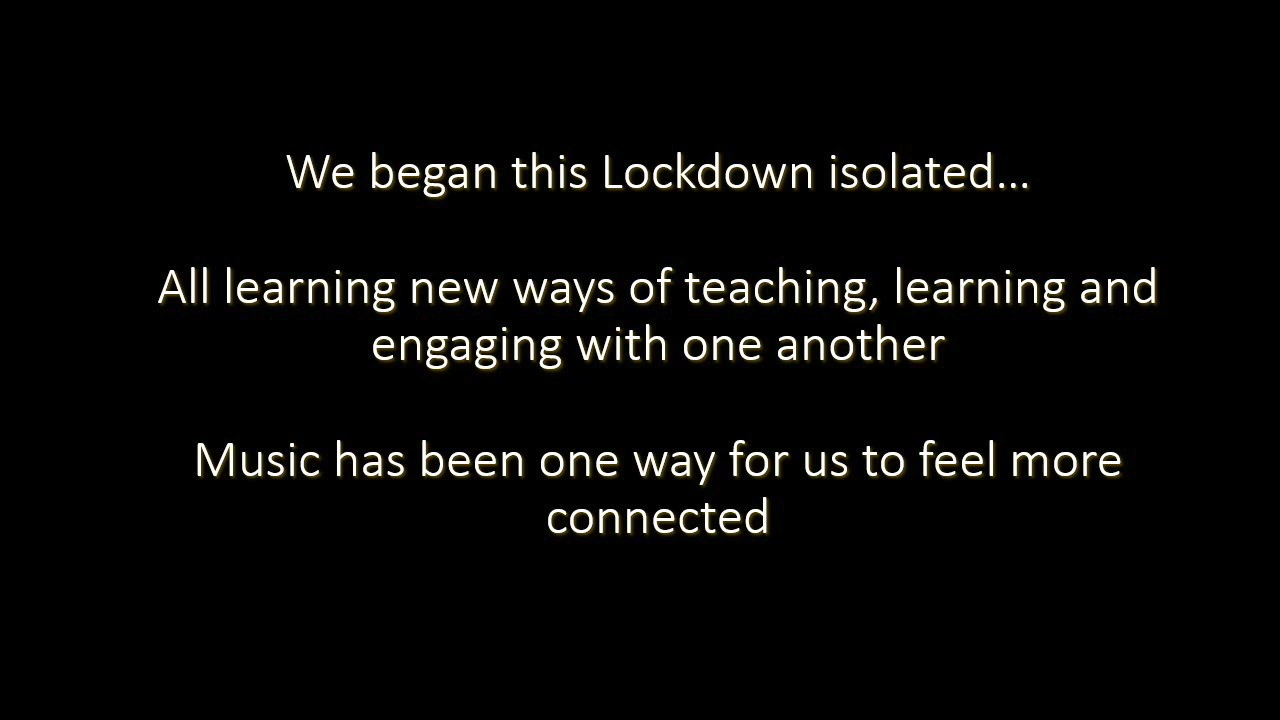 We began this Lockdown isolated…
All learning new ways of teaching, learning and
engaging with one another
Music has been one way for us to feel more
connected